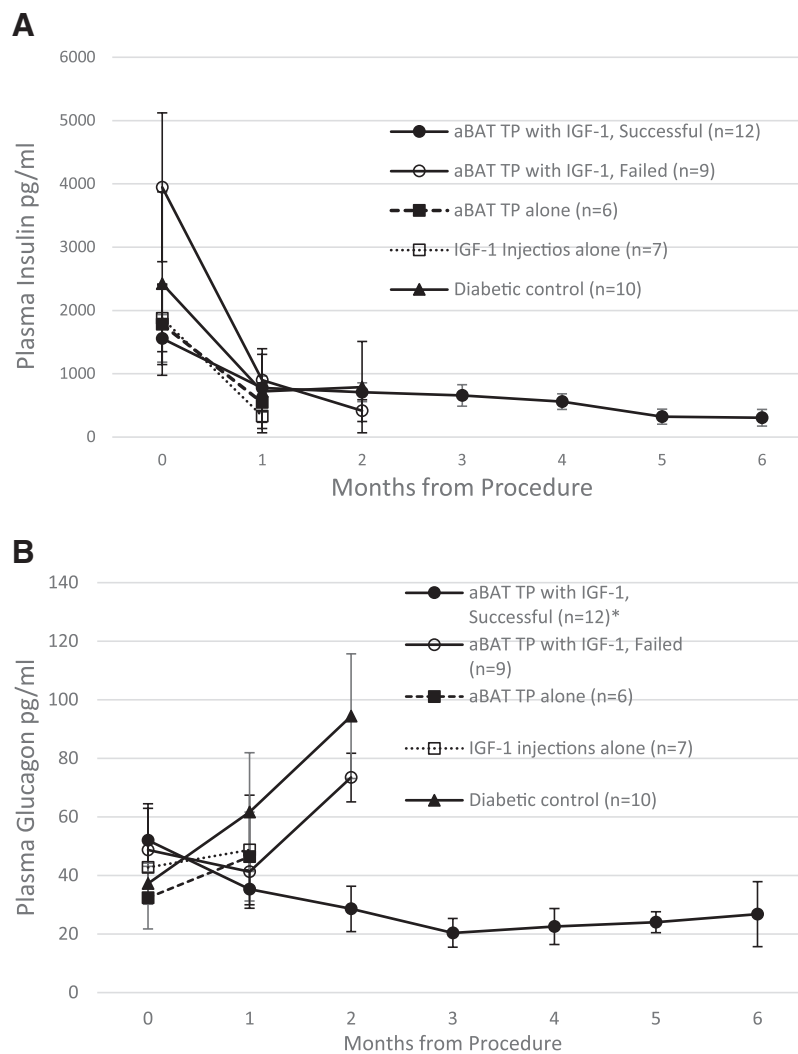 A
6000
5000
4000
3000
2000
1000
0
Plasma Insulin pg/ml
aBAT TP with IGF-1, Successful (n=12)
aBAT TP with IGF-1, Failed (n=9)
aBAT TP alone (n=6)
IGF-1 Injectios alone (n=7)
Diabetic control (n=10)
0 1 2 3 4 5 6
Months from Procedure
B
140
120
100
80
60
40
20
0
Plasma Glucagon pg/ml
aBAT TP with IGF-1,
Successful (n=12)*
aBAT TP with IGF-1, Failed
(n=9)
aBAT TP alone (n=6)
IGF-1 injections alone (n=7)
Diabetic control (n=10)
0 1 2 3 4 5 6
Months from Procedure